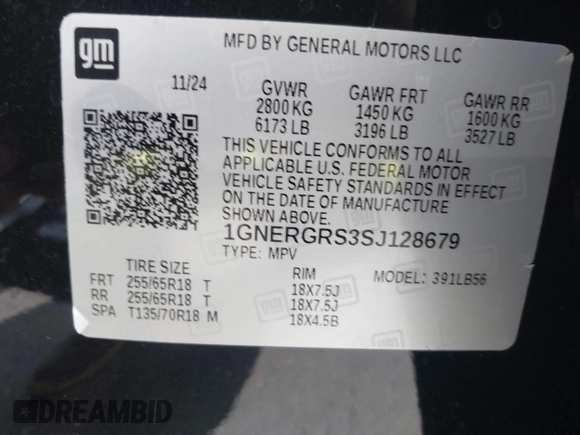 gm
MFD BY GENERAL MOTORS LLC
11/24
GVWR GAWR FRT GAWR RR
2800 KG 1450 KG 1600 KG
6173 LB 3196 LB 3527 LB
THIS VEHICLE CONFORMS TO ALL
APPLICABLE U.S. FEDERAL MOTOR
VEHICLE SAFETY STANDARDS IN EFFECT
ON THE DATE OF MANUFACTURE
SHOWN ABOVE.
1GNERGRS3SJ128679
TYPE: MPV
TIRE SIZE RIM MODEL: 391LB56
FRT 255/65R18 T 18X7.5J
RR 255/65R18 T 18X7.5J
SPA T135/70R18 M 18X4.5B
DREAMBID